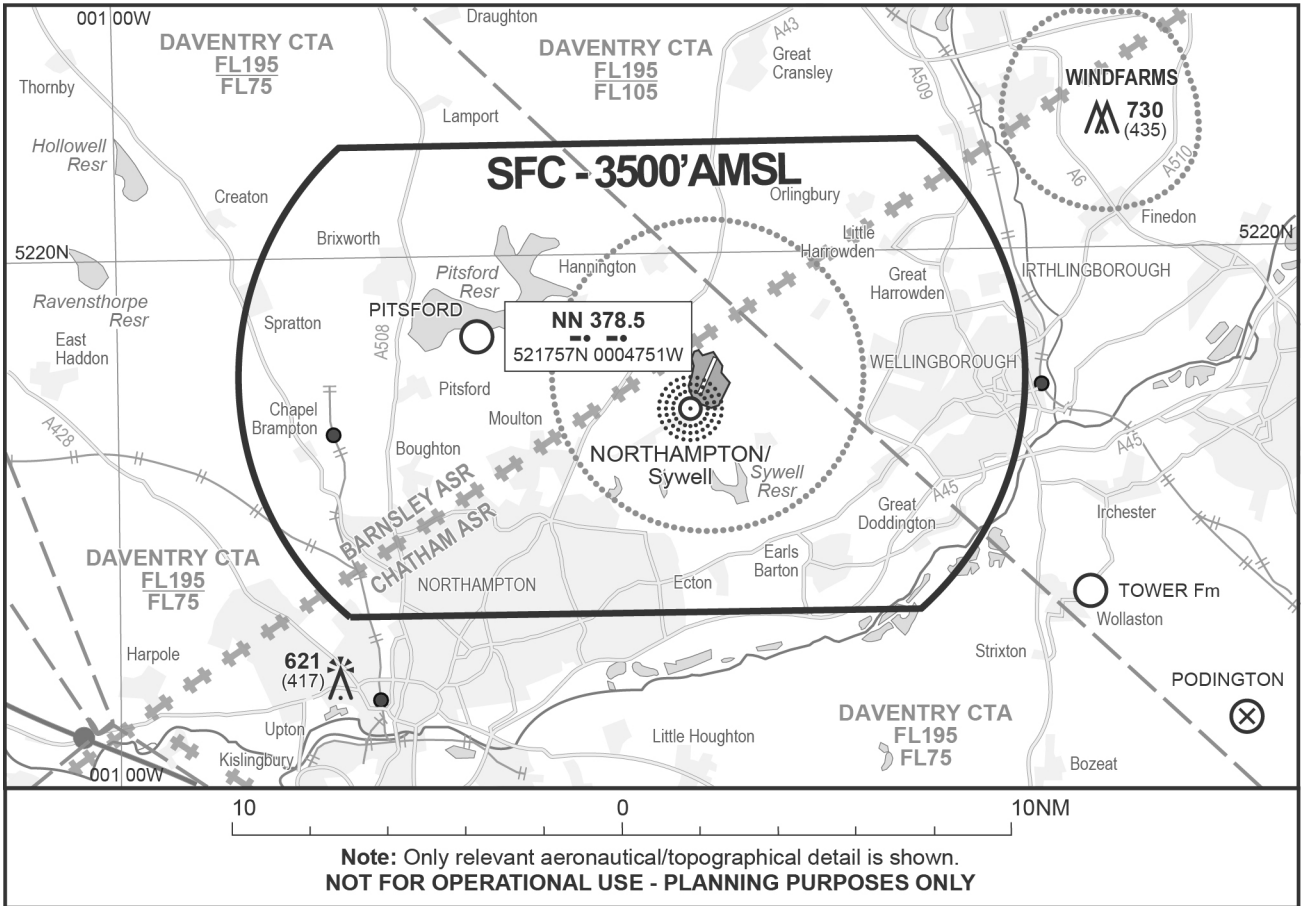 001 00W
Draughton
DAVENTRY CTA
FL195
FL75
DAVENTRY CTA
FL195
FL105
A43
Great
Cransley
A509
WINDFARMS
730
(435)
A6
A510
Thornby
Lamport
Hollowell
Resr
SFC - 3500'AMSL
Creaton
Orlingbury
Finedon
Brixworth
Little
Harrowden
5220N
5220N
Hannington
Pitsford
Resr
Great
Harrowden
IRTHLINGBOROUGH
Ravensthorpe
Resr
PITSFORD
NN 378.5
521757N 0004751W
Spratton
East
Haddon
A508
WELLINGBOROUGH
Pitsford
Moulton
Chapel
Brampton
A428
Boughton
NORTHAMPTON/
Sywell
Sywell
Resr
A45
A45
BARNSLEY ASR
CHATHAM ASR
Great
Doddington
Irchester
DAVENTRY CTA
FL195
FL75
NORTHAMPTON
Ecton
Earls
Barton
TOWER Fm
Wollaston
Harpole
621
(417)
Strixton
PODINGTON
Upton
Kislingbury
Little Houghton
DAVENTRY CTA
FL195
FL75
Bozeat
001 00W
10
0
10NM
Note: Only relevant aeronautical/topographical detail is shown.
NOT FOR OPERATIONAL USE - PLANNING PURPOSES ONLY